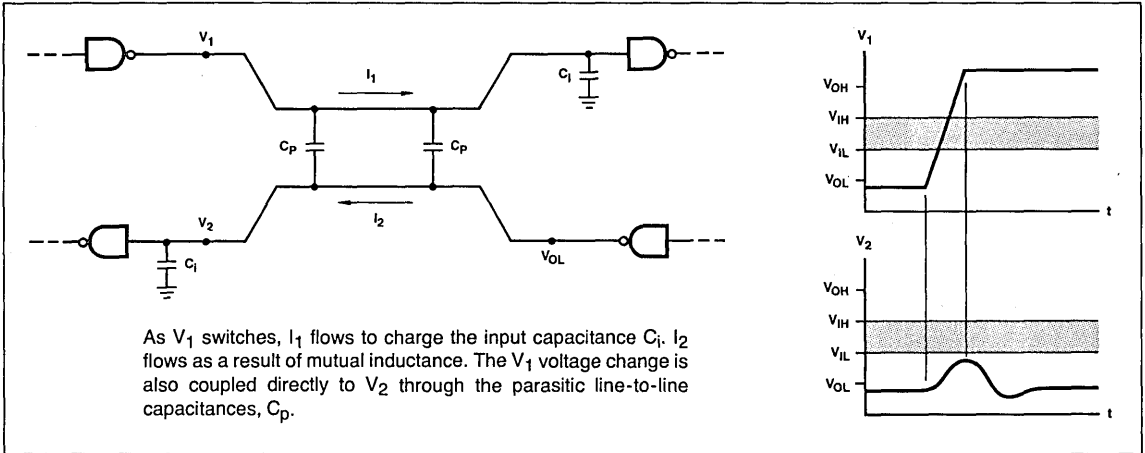 V1
I1
Ci
CP
CP
I2
V2
Ci
VOL
As V1 switches, I1 flows to charge the input capacitance Ci. I2
flows as a result of mutual inductance. The V1 voltage change is
also coupled directly to V2 through the parasitic line-to-line
capacitances, Cp.
V1
VOH
VIH
VIL
VOL
t
V2
VOH
VIH
VIL
VOL
t